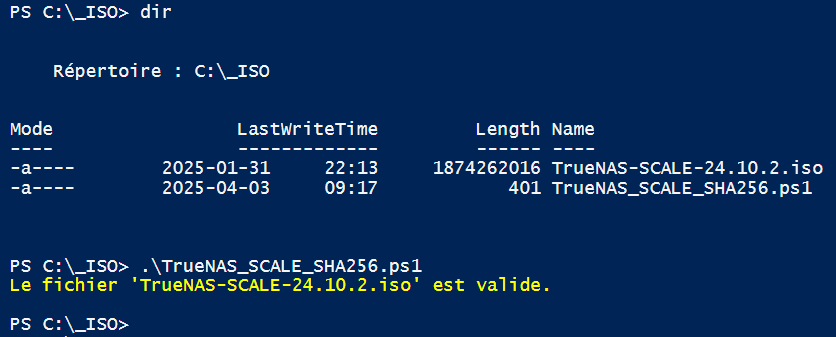 PS C:\_ISO> dir
Répertoire : C:\_ISO
Mode LastWriteTime Length Name
---- ------------- ------ ----
-a---- 2025-01-31 22:13 1874262016 TrueNAS-SCALE-24.10.2.iso
-a---- 2025-04-03 09:17 401 TrueNAS_SCALE_SHA256.ps1
PS C:\_ISO> .\TrueNAS_SCALE_SHA256.ps1
Le fichier 'TrueNAS-SCALE-24.10.2.iso' est valide.
PS C:\_ISO>